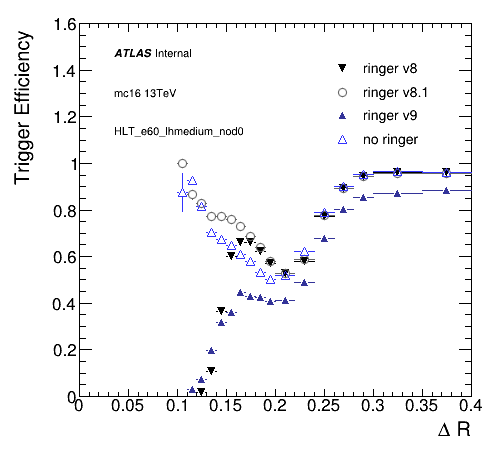 Trigger Efficiency
1.6
1.4
1.2
1
0.8
0.6
0.4
0.2
0
ATLAS Internal
mc16 13TeV
HLT_e60_lhmedium_nod0
ringer v8
ringer v8.1
ringer v9
no ringer
0 0.05 0.1 0.15 0.2 0.25 0.3 0.35 0.4
Δ R